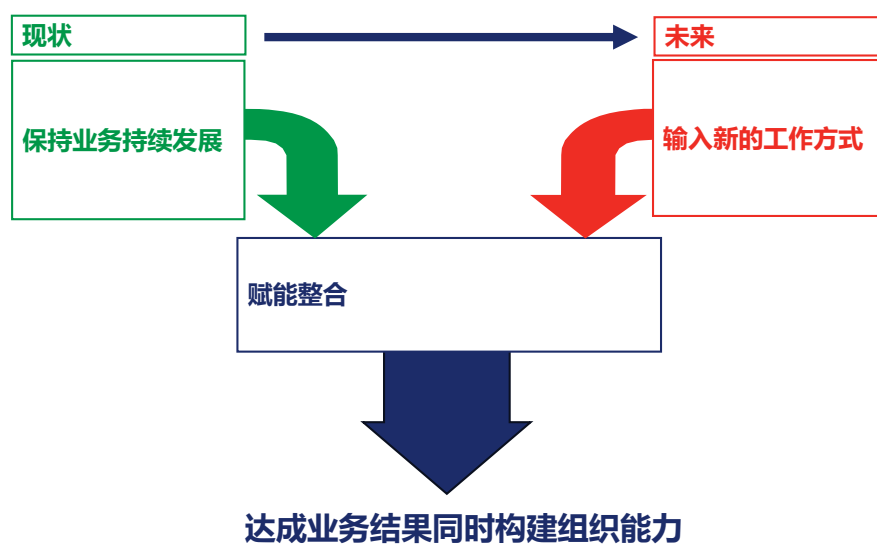 现状
未来
保持业务持续发展
输入新的工作方式
赋能整合
达成业务结果同时构建组织能力